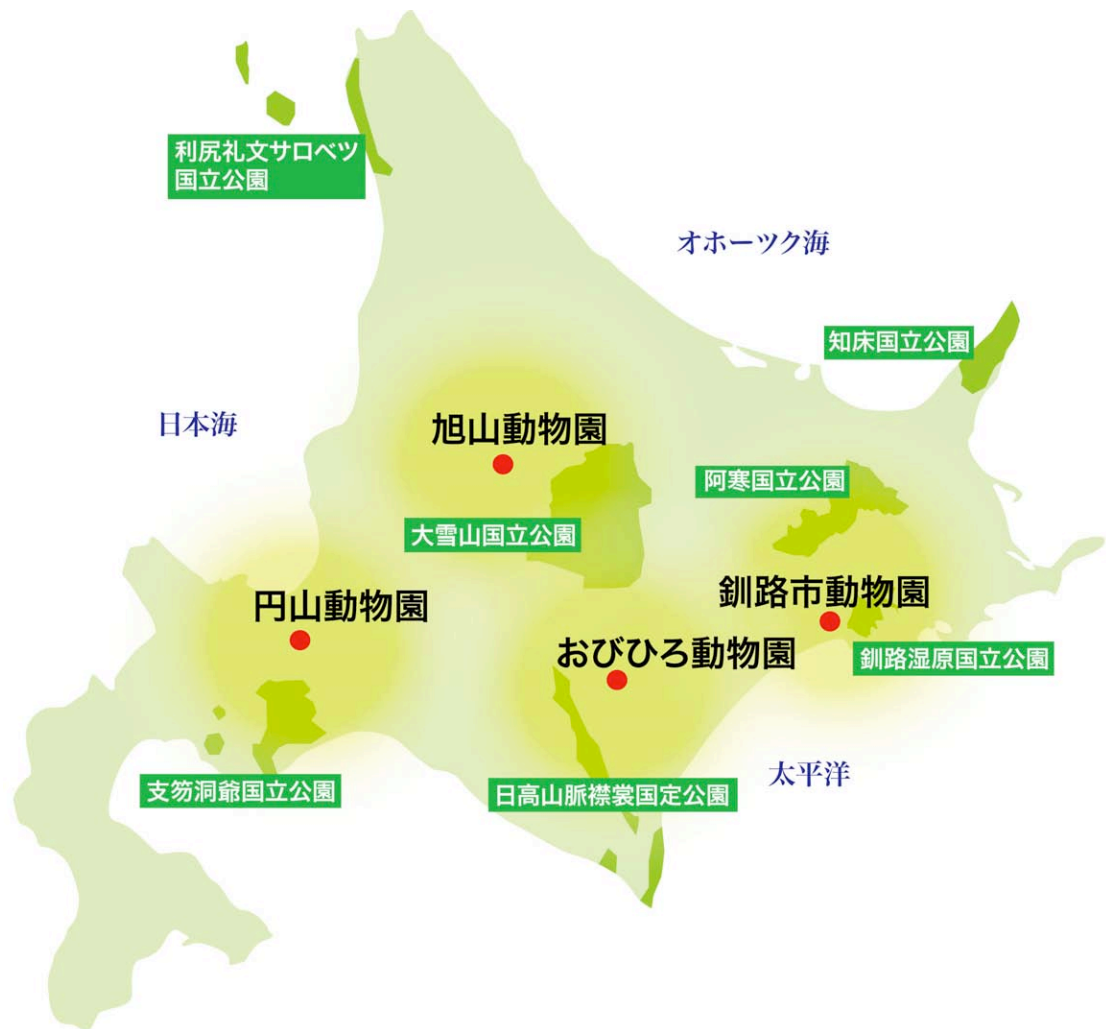 利尻礼文サロベツ
国立公園
オホーツク海
知床国立公園
日本海
旭山動物園
阿寒国立公園
大雪山国立公園
円山動物園
釧路市動物園
おびひろ動物園
釧路湿原国立公園
太平洋
支笏洞爺国立公園
日高山脈襟裳国定公園